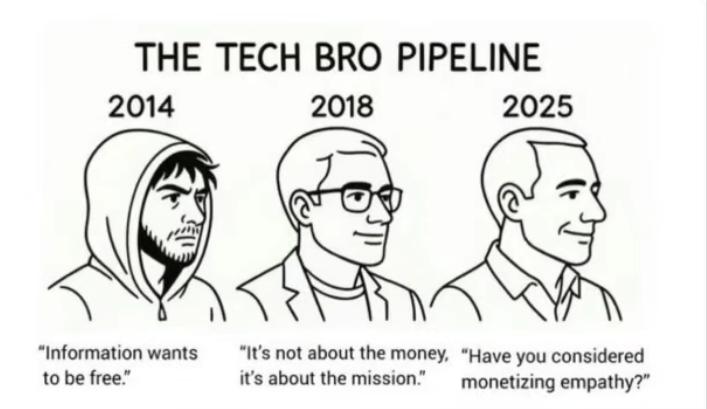 THE TECH BRO PIPELINE
2014
2018
2025
“Information wants
to be free.”
“It’s not about the money,
it’s about the mission.”
“Have you considered
monetizing empathy?”